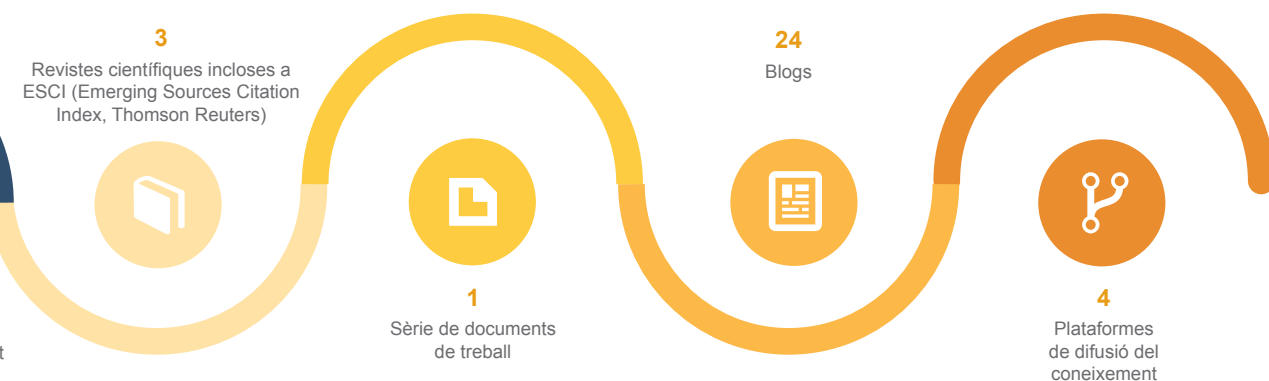 3
Revistes científiques incloses a
ESCI (Emerging Sources Citation
Index, Thomson Reuters)
1
Sèrie de documents
de treball
24
Blogs
4
Plataformes
de difusió del
coneixement